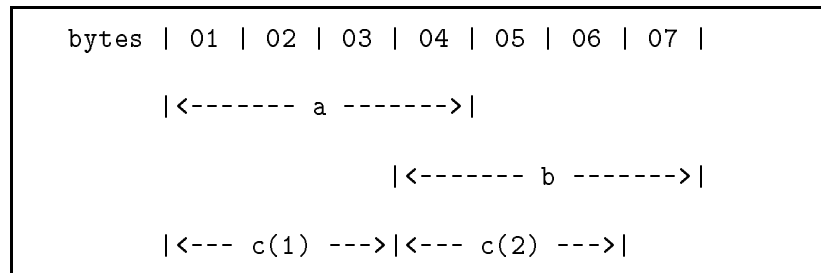 bytes | 01 | 02 | 03 | 04 | 05 | 06 | 07 |
|<------- a ------->|
|<------- b ------->|
|<--- c(1) --->|<--- c(2) --->|